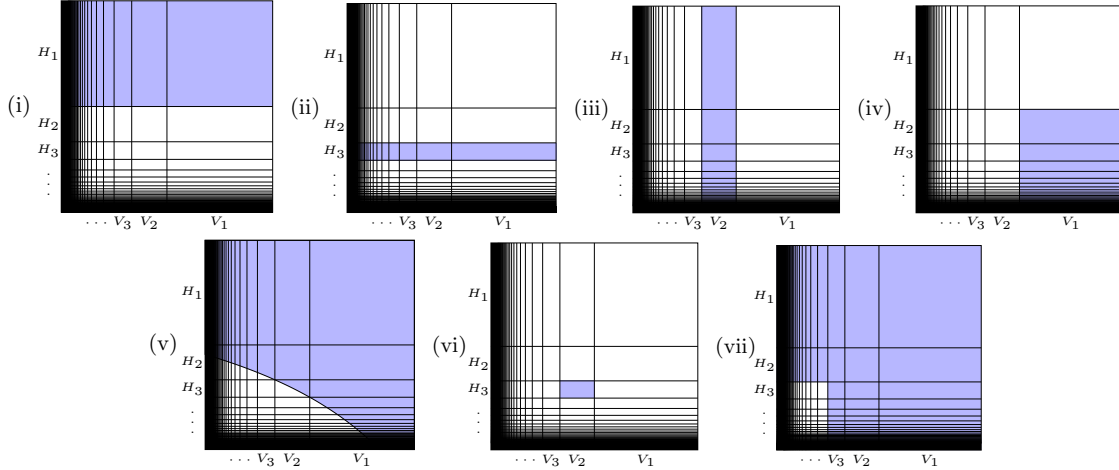 (i) H₁ H₂ H₃ ⋮ ⋯ V₃ V₂ V₁
(ii) H₁ H₂ H₃ ⋮ ⋯ V₃ V₂ V₁
(iii) H₁ H₂ H₃ ⋮ ⋯ V₃ V₂ V₁
(iv) H₁ H₂ H₃ ⋮ ⋯ V₃ V₂ V₁
(v) H₁ H₂ H₃ ⋮ ⋯ V₃ V₂ V₁
(vi) H₁ H₂ H₃ ⋮ ⋯ V₃ V₂ V₁
(vii) H₁ H₂ H₃ ⋮ ⋯ V₃ V₂ V₁